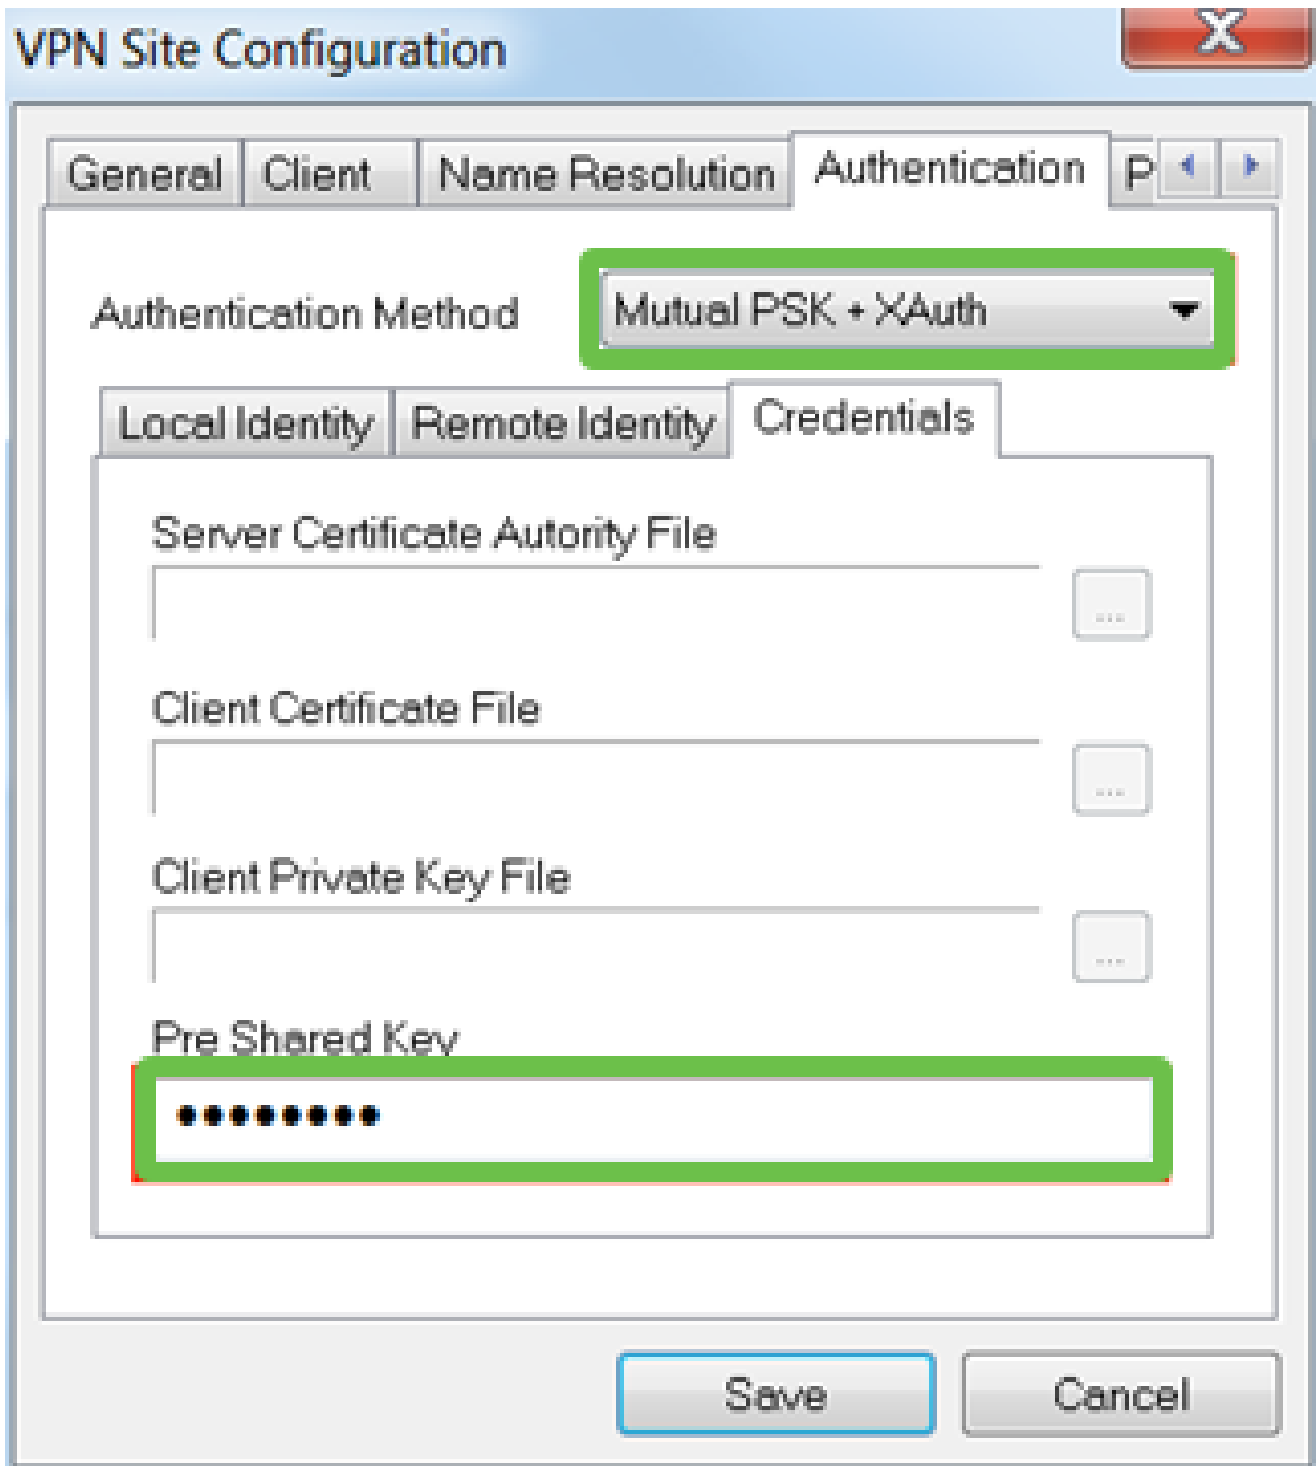 VPN Site Configuration
X
General Client Name Resolution Authentication P
Authentication Method Mutual PSK + XAuth
Local Identity Remote Identity Credentials
Server Certificate Autority File
...
Client Certificate File
...
Client Private Key File
...
Pre Shared Key
••••••••
Save Cancel